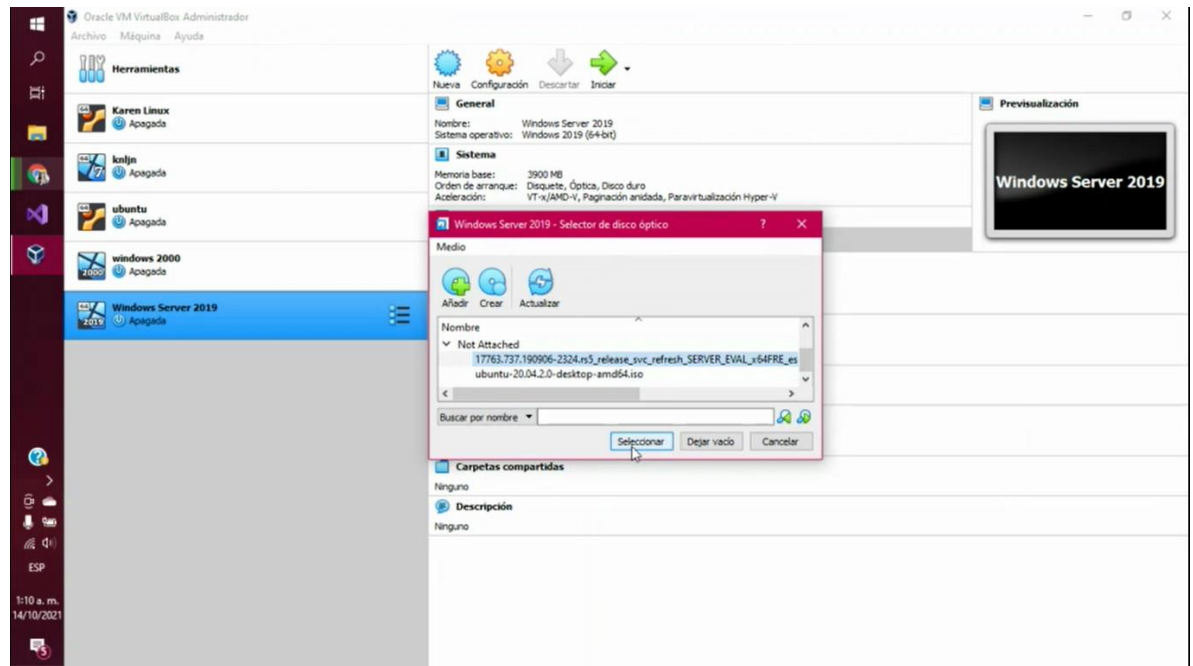 Oracle VM VirtualBox Administrador
Archivo Máquina Ayuda
Herramientas
Karen Linux
Apagada
knljn
Apagada
ubuntu
Apagada
windows 2000
Apagada
Windows Server 2019
Apagada
Nueva Configuración Descartar Iniciar
General
Nombre: Windows Server 2019
Sistema operativo: Windows 2019 (64-bit)
Sistema
Memoria base: 3900 MB
Orden de arranque: Disquete, Óptica, Disco duro
Aceleración: VT-x/AMD-V, Paginación anidada, Paravirtualización Hyper-V
Previsualización
Windows Server 2019
Windows Server 2019 - Selector de disco óptico
Medio
Añadir Crear Actualizar
Nombre
Not Attached
17763.737.190906-2324.rs5_release_svc_refresh_SERVER_EVAL_x64FRE_es
ubuntu-20.04.2.0-desktop-amd64.iso
Buscar por nombre
Seleccionar Dejar vacío Cancelar
Carpetas compartidas
Ninguno
Descripción
Ninguno
ESP
1:10 a. m.
14/10/2021